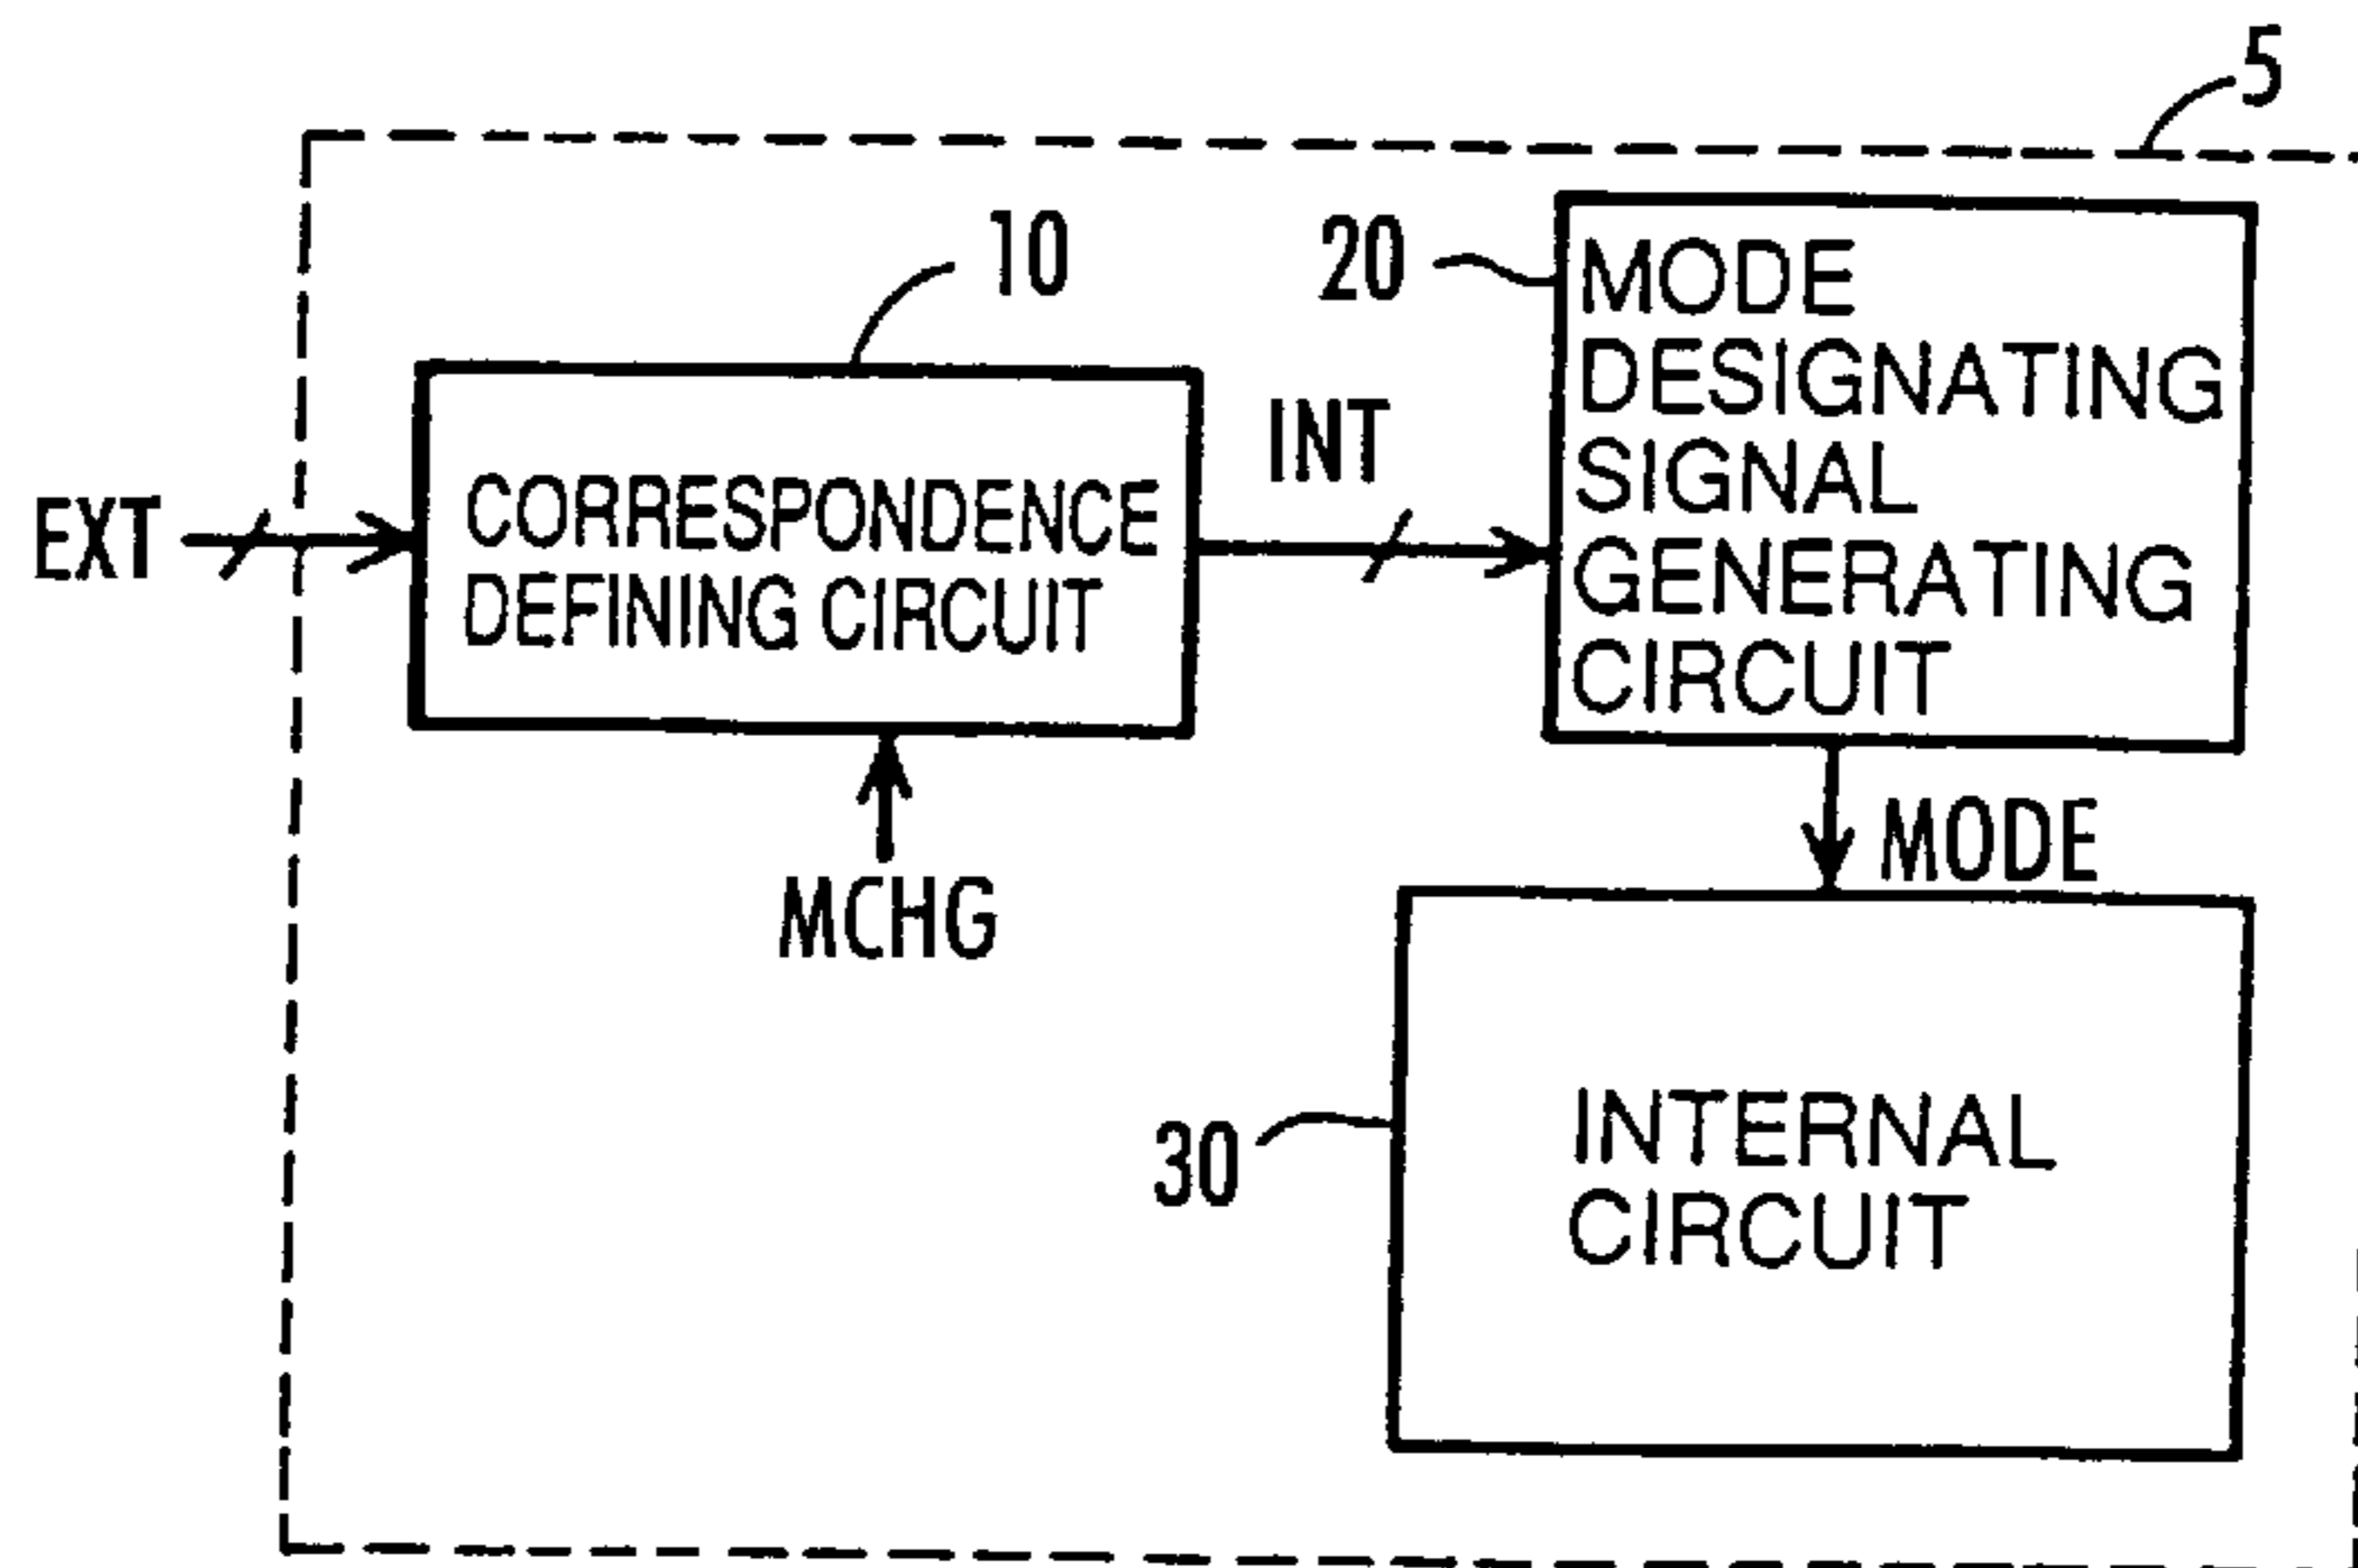 5
10
20
MODE
DESIGNATING
SIGNAL
GENERATING
CIRCUIT
INT
EXT
CORRESPONDENCE
DEFINING CIRCUIT
MCHG
MODE
30
INTERNAL
CIRCUIT